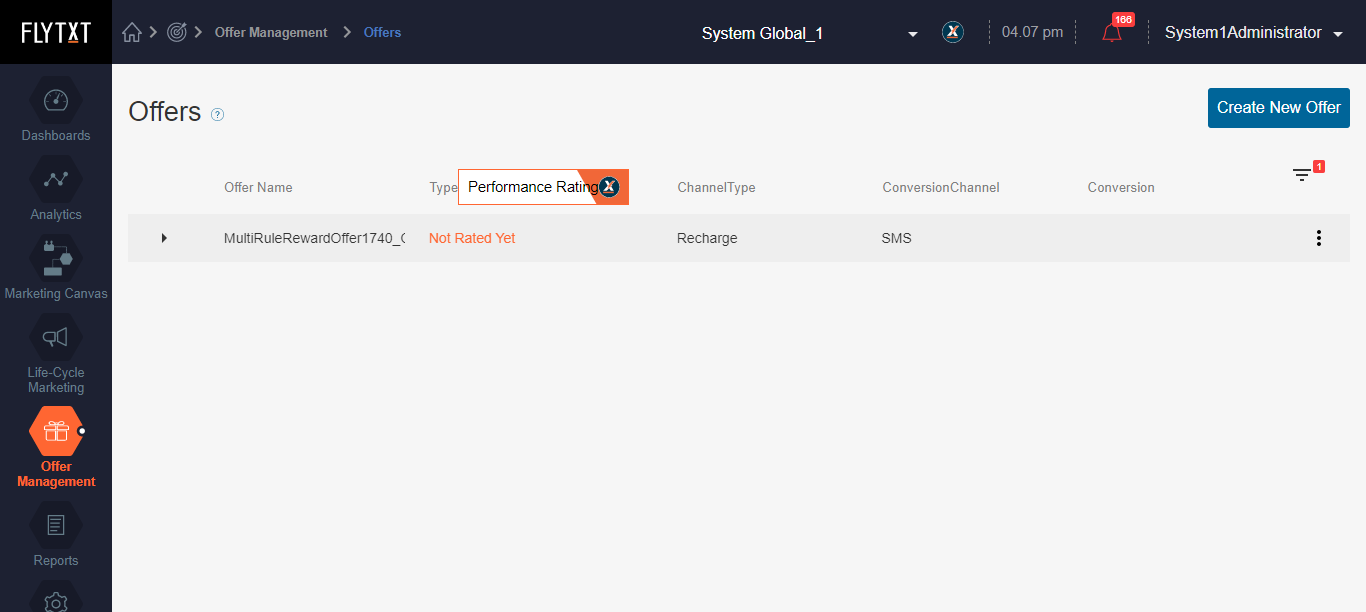 FLYTXT
Offer Management
Offers
System Global_1
X
04.07 pm
166
System1Administrator
Dashboards
Analytics
Marketing Canvas
Life-Cycle
Marketing
Offer
Management
Reports
Offers ?
Create New Offer
Offer Name
Type
Performance Rating
X
ChannelType
ConversionChannel
Conversion
1
MultiRuleRewardOffer1740_
Not Rated Yet
Recharge
SMS